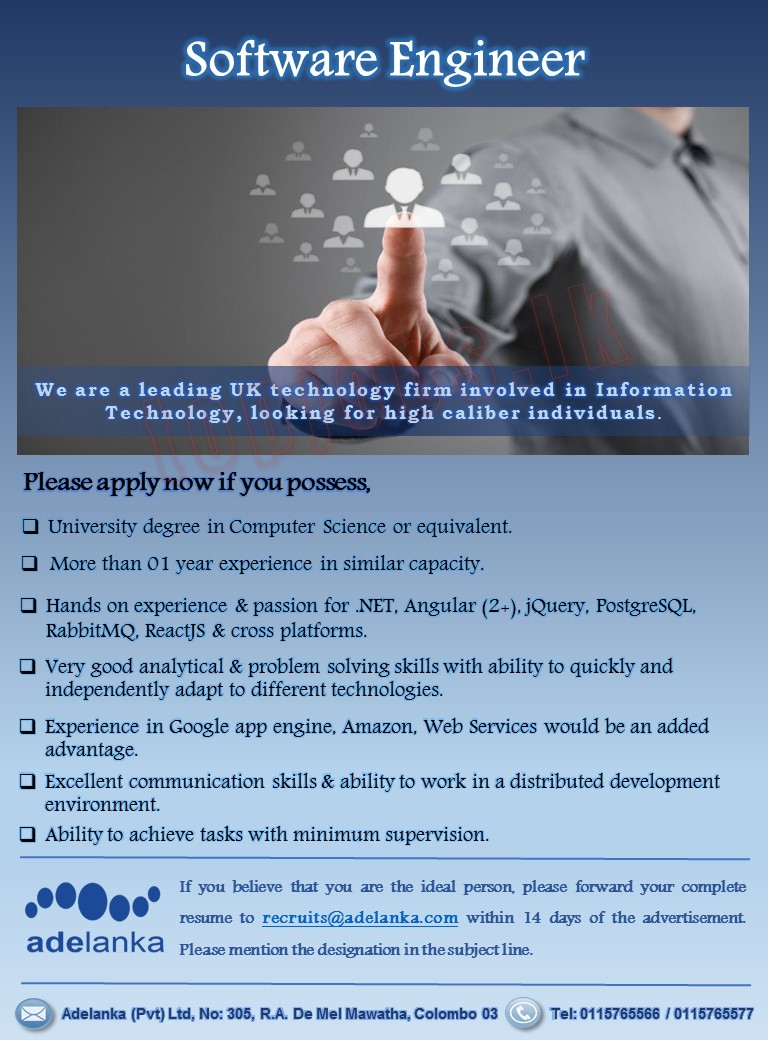 Software Engineer
We are a leading UK technology firm involved in Information
Technology, looking for high caliber individuals.
Please apply now if you possess,
University degree in Computer Science or equivalent.
More than 01 year experience in similar capacity.
Hands on experience & passion for .NET, Angular (2+), jQuery, PostgreSQL,
RabbitMQ, ReactJS & cross platforms.
Very good analytical & problem solving skills with ability to quickly and
independently adapt to different technologies.
Experience in Google app engine, Amazon, Web Services would be an added
advantage.
Excellent communication skills & ability to work in a distributed development
environment.
Ability to achieve tasks with minimum supervision.
If you believe that you are the ideal person, please forward your complete
resume to recruits@adelanka.com within 14 days of the advertisement.
Please mention the designation in the subject line.
adelanka
Adelanka (Pvt) Ltd, No: 305, R.A. De Mel Mawatha, Colombo 03
Tel: 0115765566 / 0115765577